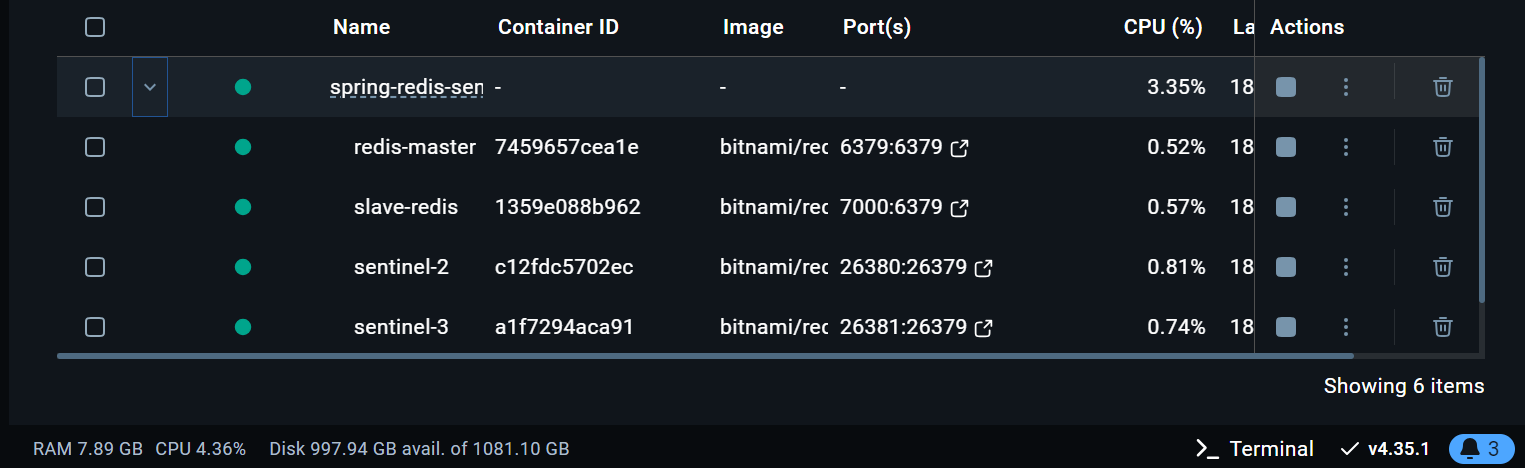 Name Container ID Image Port(s) CPU (%) La Actions
spring-redis-sen - - - 3.35% 18
redis-master 7459657cea1e bitnami/rec 6379:6379 0.52% 18
slave-redis 1359e088b962 bitnami/rec 7000:6379 0.57% 18
sentinel-2 c12fdc5702ec bitnami/rec 26380:26379 0.81% 18
sentinel-3 a1f7294aca91 bitnami/rec 26381:26379 0.74% 18
Showing 6 items
RAM 7.89 GB CPU 4.36% Disk 997.94 GB avail. of 1081.10 GB >_ Terminal v4.35.1 3